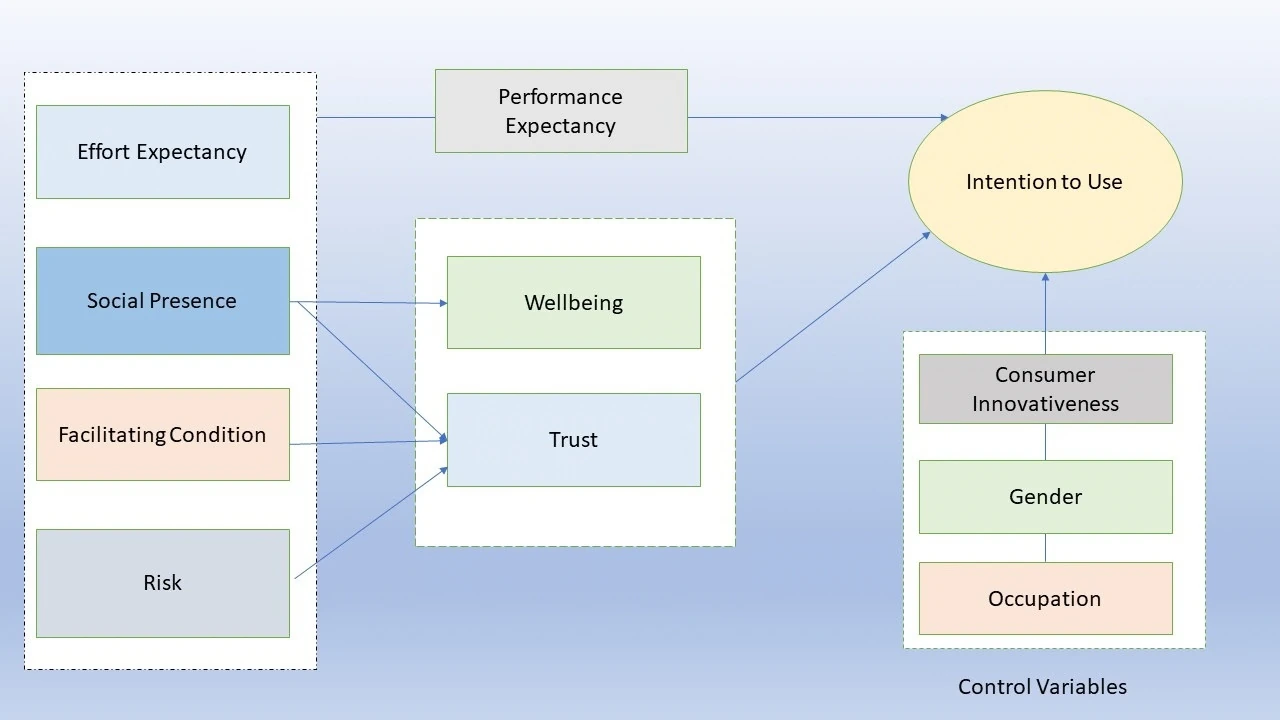 Effort Expectancy
Social Presence
Facilitating Condition
Risk
Performance
Expectancy
Wellbeing
Trust
Intention to Use
Consumer
Innovativeness
Gender
Occupation
Control Variables